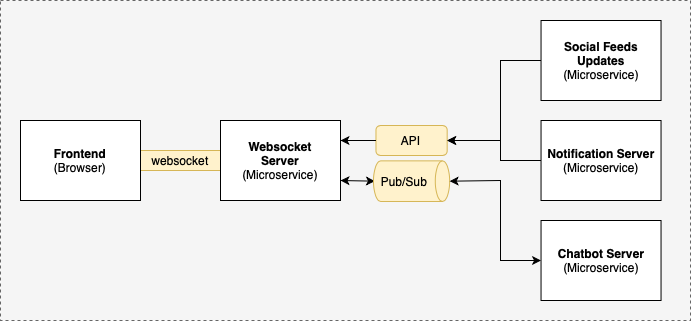 Frontend
(Browser)
websocket
Websocket
Server
(Microservice)
API
Pub/Sub
Social Feeds
Updates
(Microservice)
Notification Server
(Microservice)
Chatbot Server
(Microservice)